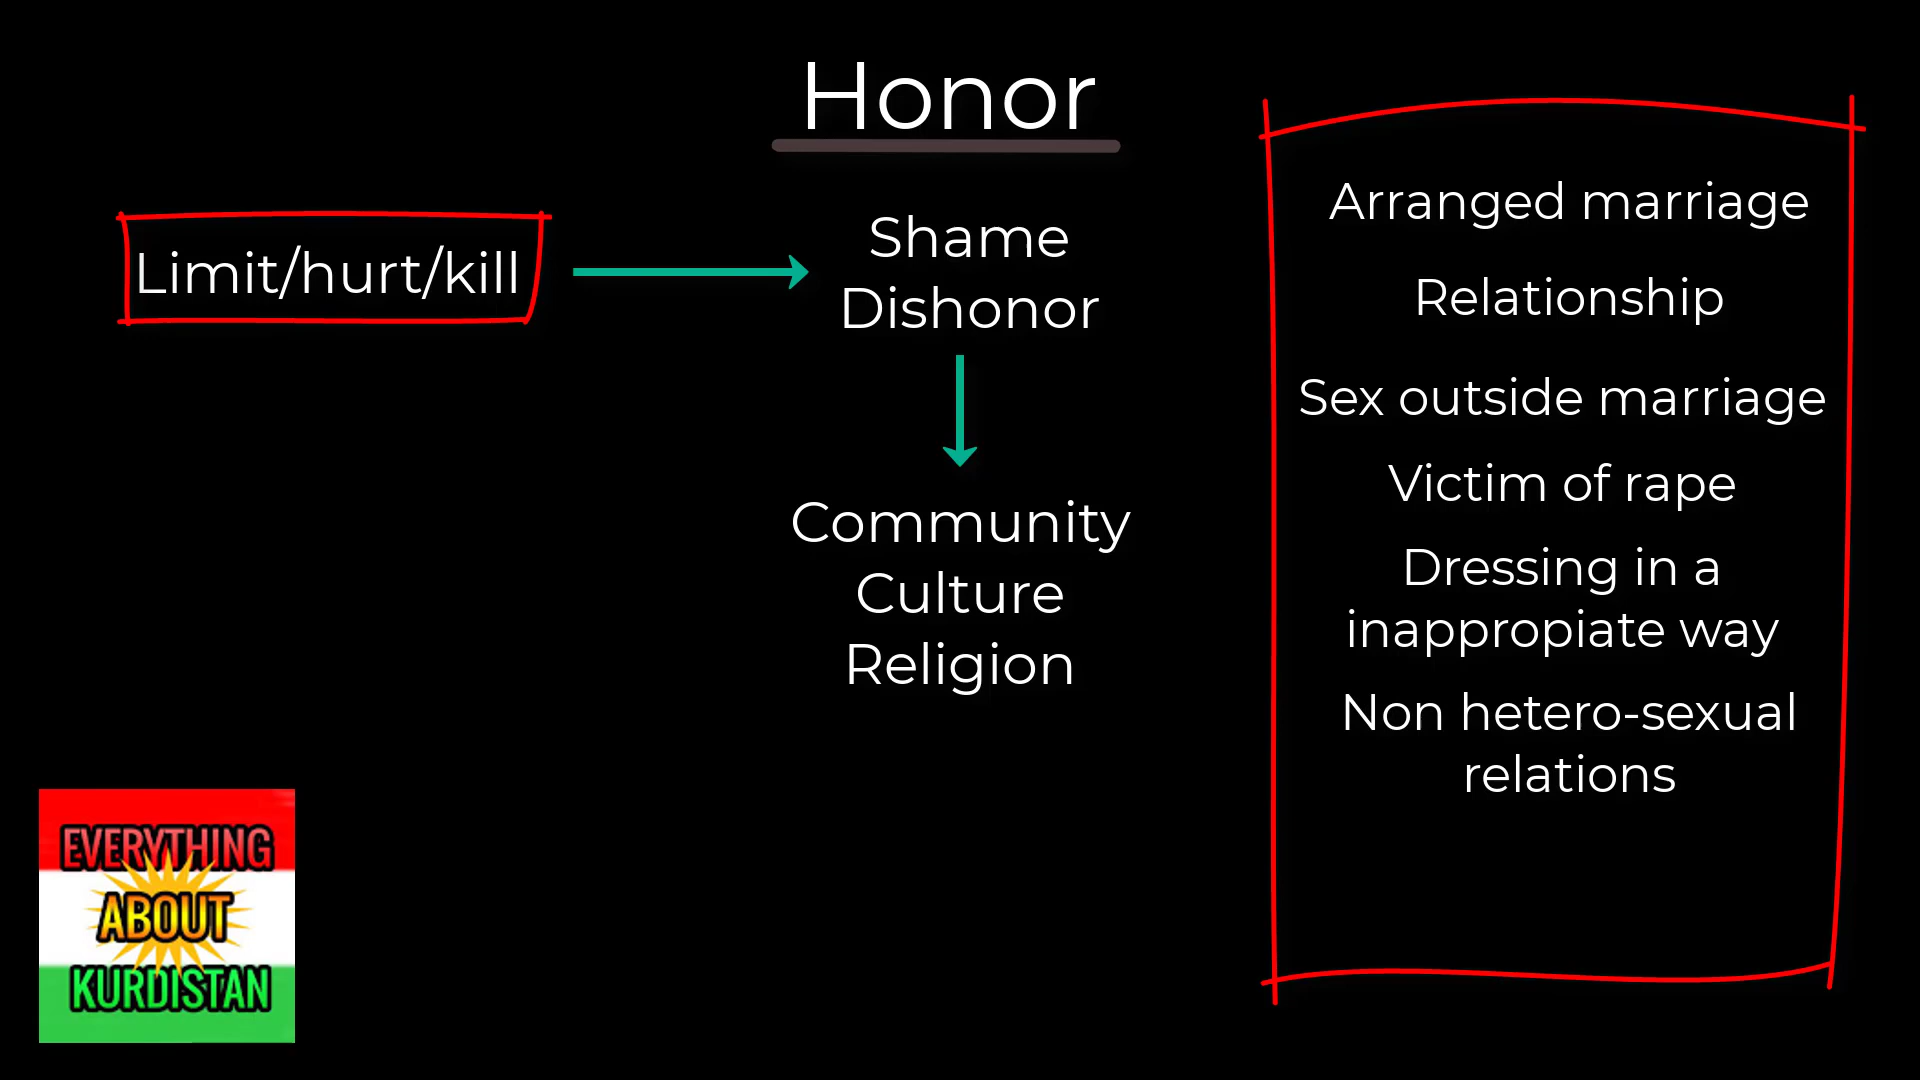 Honor
Limit/hurt/kill
Shame
Dishonor
Community
Culture
Religion
Arranged marriage
Relationship
Sex outside marriage
Victim of rape
Dressing in a
inappropiate way
Non hetero-sexual
relations
EVERYTHING
ABOUT
KURDISTAN